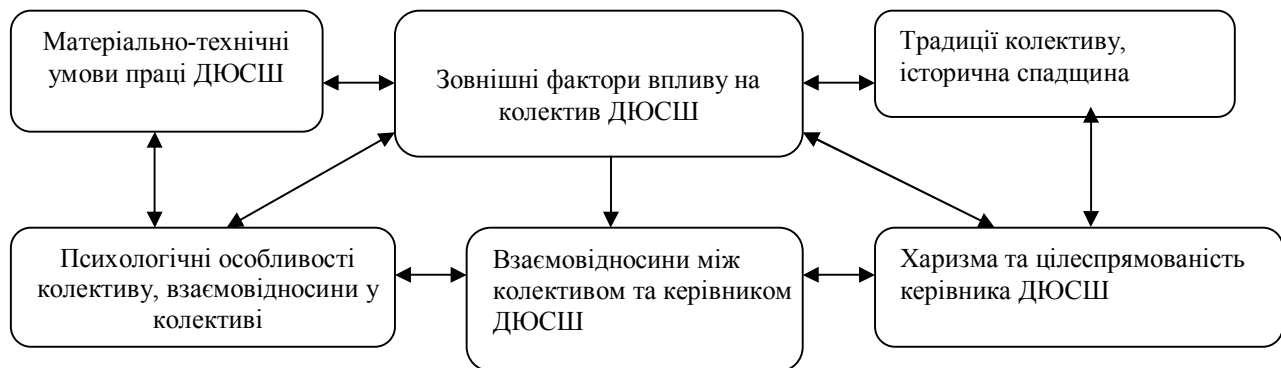 Матеріально-технічні
умови праці ДЮСШ
Зовнішні фактори впливу на
колектив ДЮСШ
Традиції колективу,
історична спадщина
Психологічні особливості
колективу, взаємовідносини у
колективі
Взаємовідносини між
колективом та керівником
ДЮСШ
Харизма та цілеспрямованість
керівника ДЮСШ